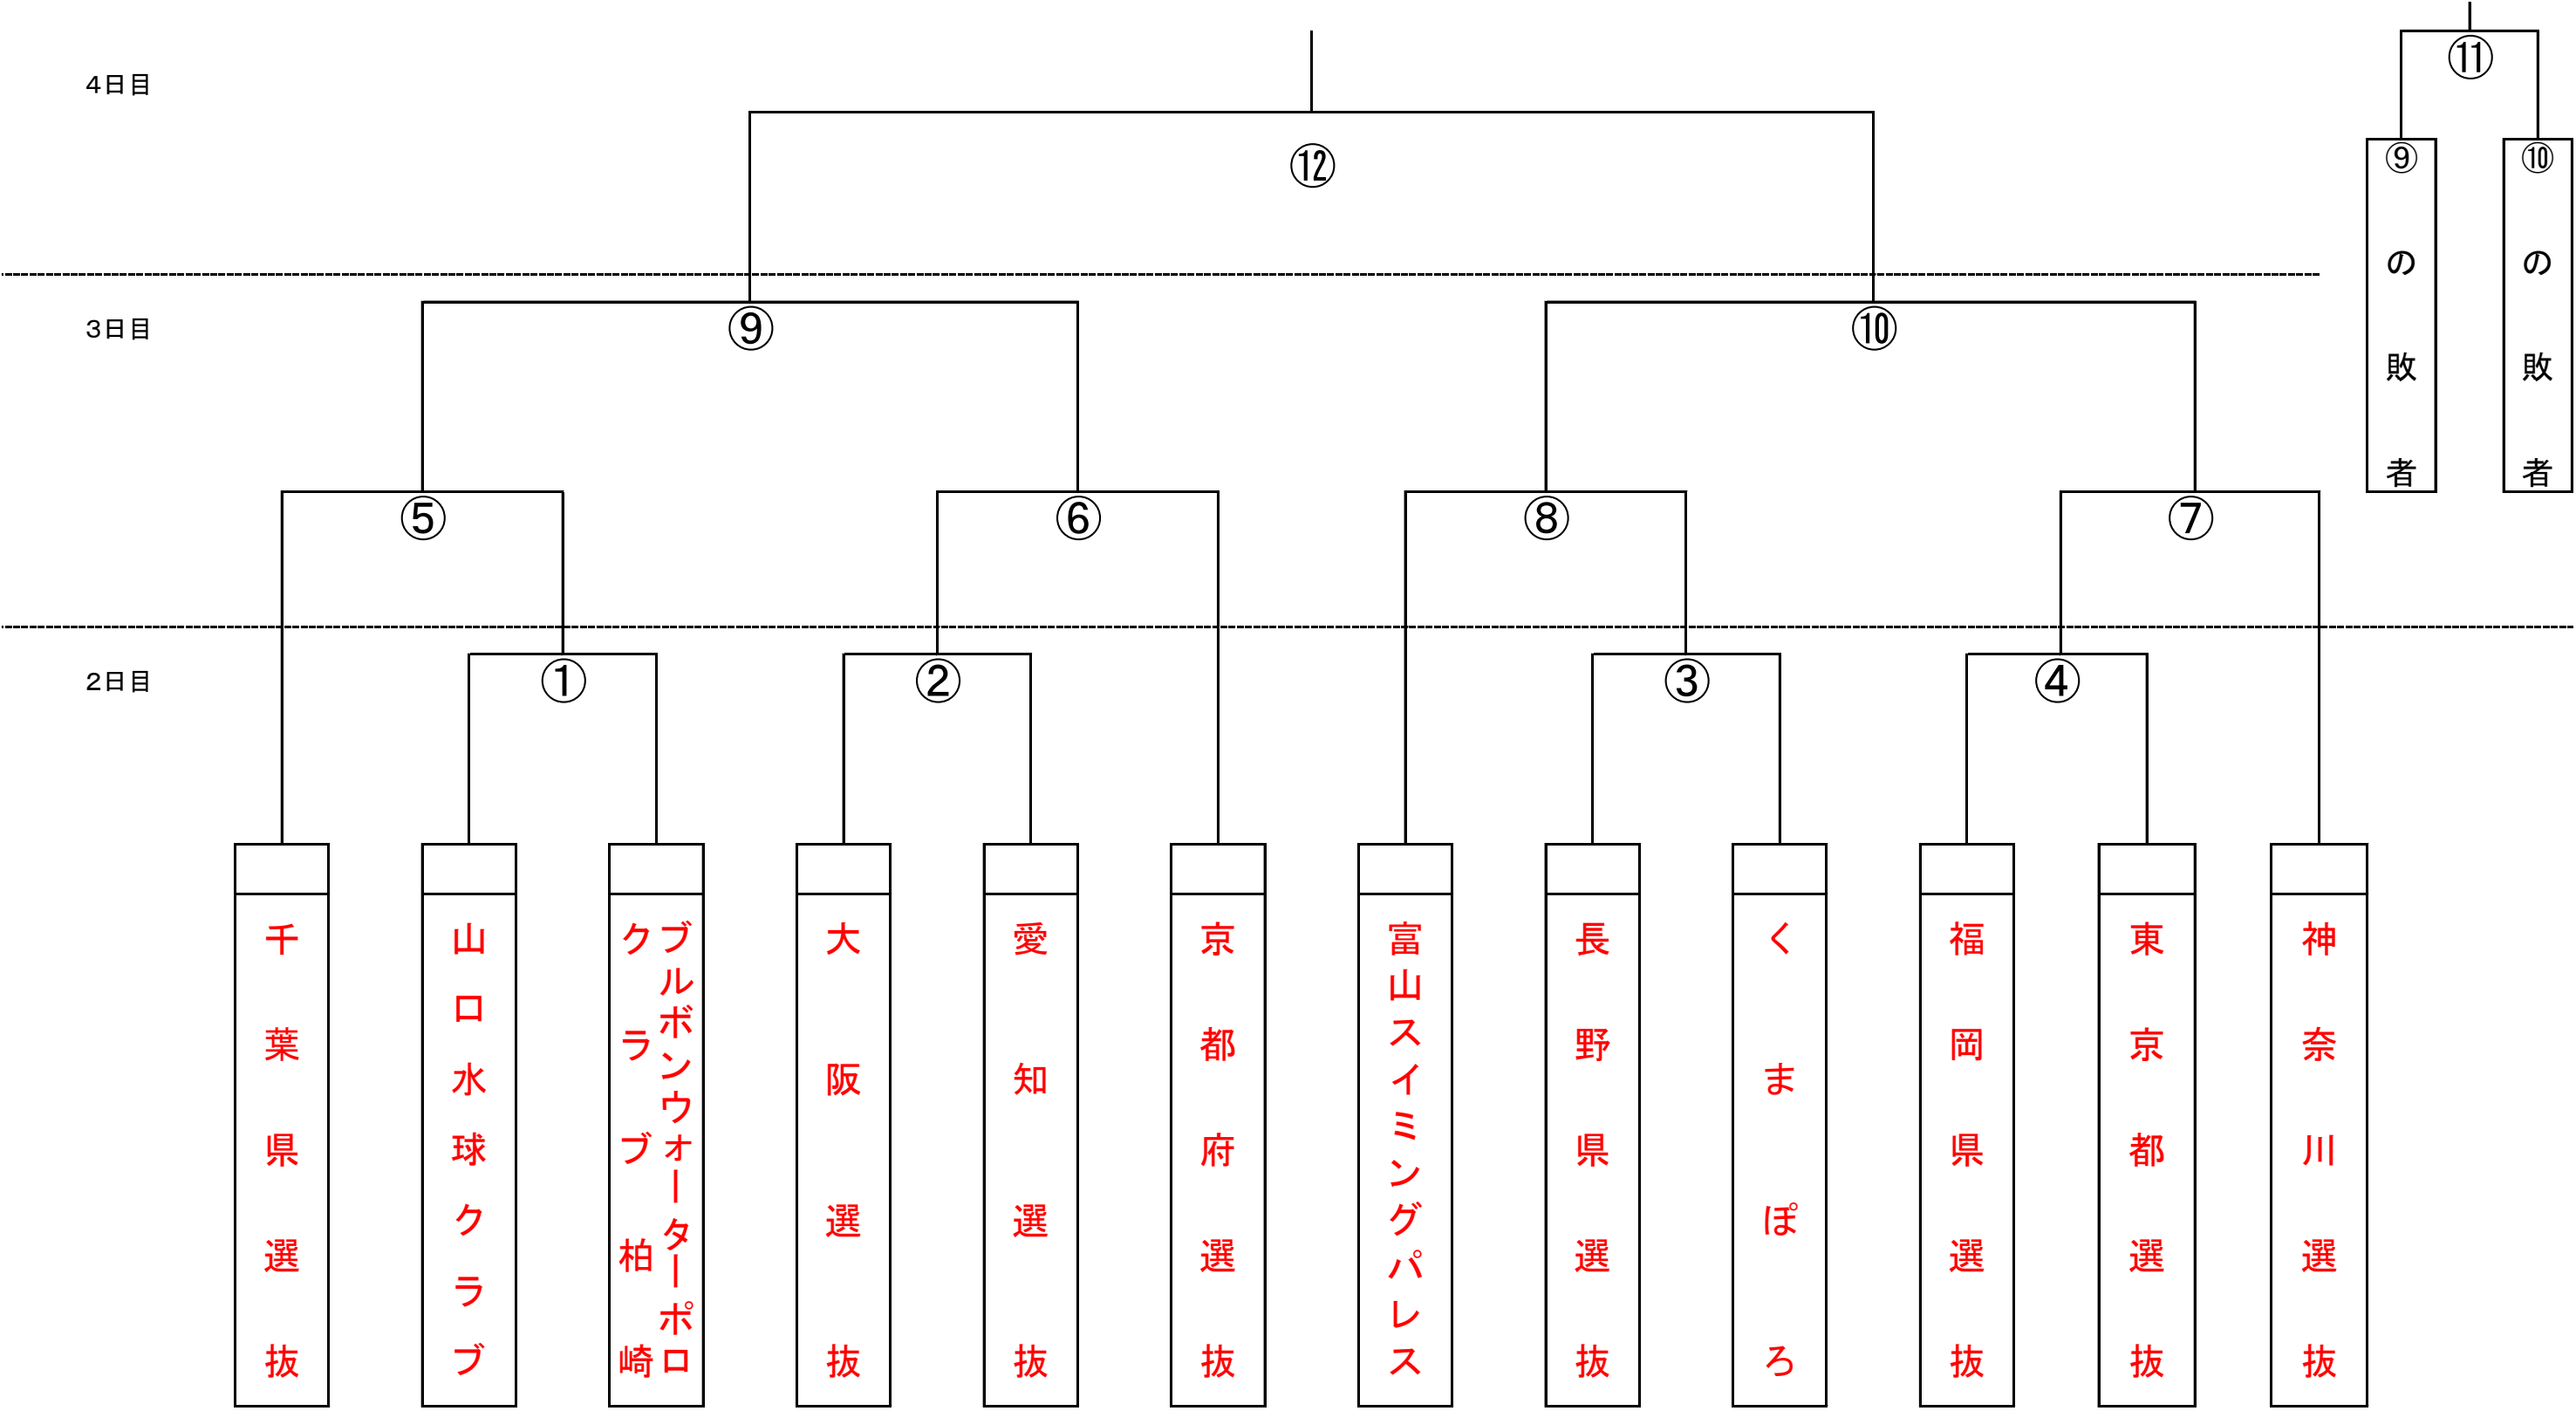 ⑪
4日目
⑫
⑨の敗者
⑩の敗者
3日目
⑨
⑩
⑤
⑥
⑧
⑦
2日目
①
②
③
④
千葉県選抜
山口水球クラブ
ブルボンウォーターポロ
クラブ柏崎
大阪選抜
愛知選抜
京都府選抜
富山スイミングパレス
長野県選抜
くまぽろ
福岡県選抜
東京都選抜
神奈川選抜